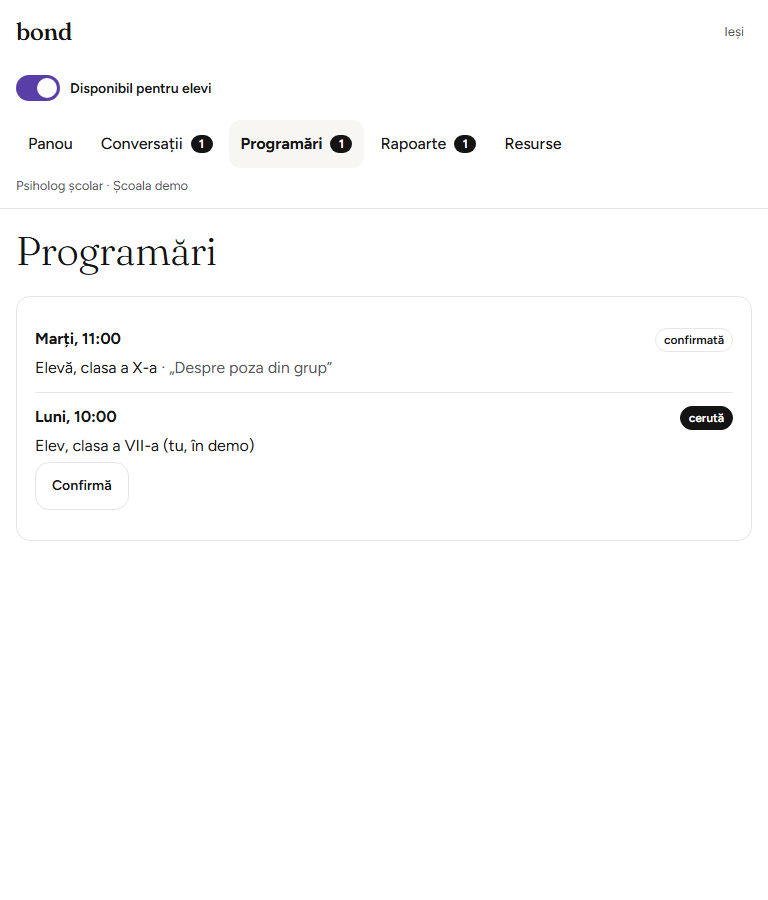 bond
Ieși
Disponibil pentru elevi
Panou
Conversații 1
Programări 1
Rapoarte 1
Resurse
Psiholog școlar · Școala demo
Programări
Marți, 11:00
confirmată
Elevă, clasa a X-a · „Despre poza din grup”
Luni, 10:00
cerută
Elev, clasa a VII-a (tu, în demo)
Confirmă